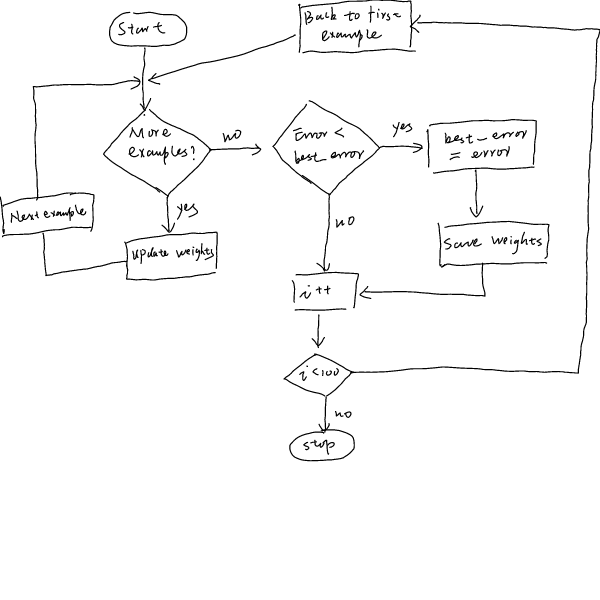 Start
Back to first
example
More
examples?
no
Error <
best_error
yes
best_error
= error
Next example
yes
Update weights
no
Save weights
i++
i<100
no
stop